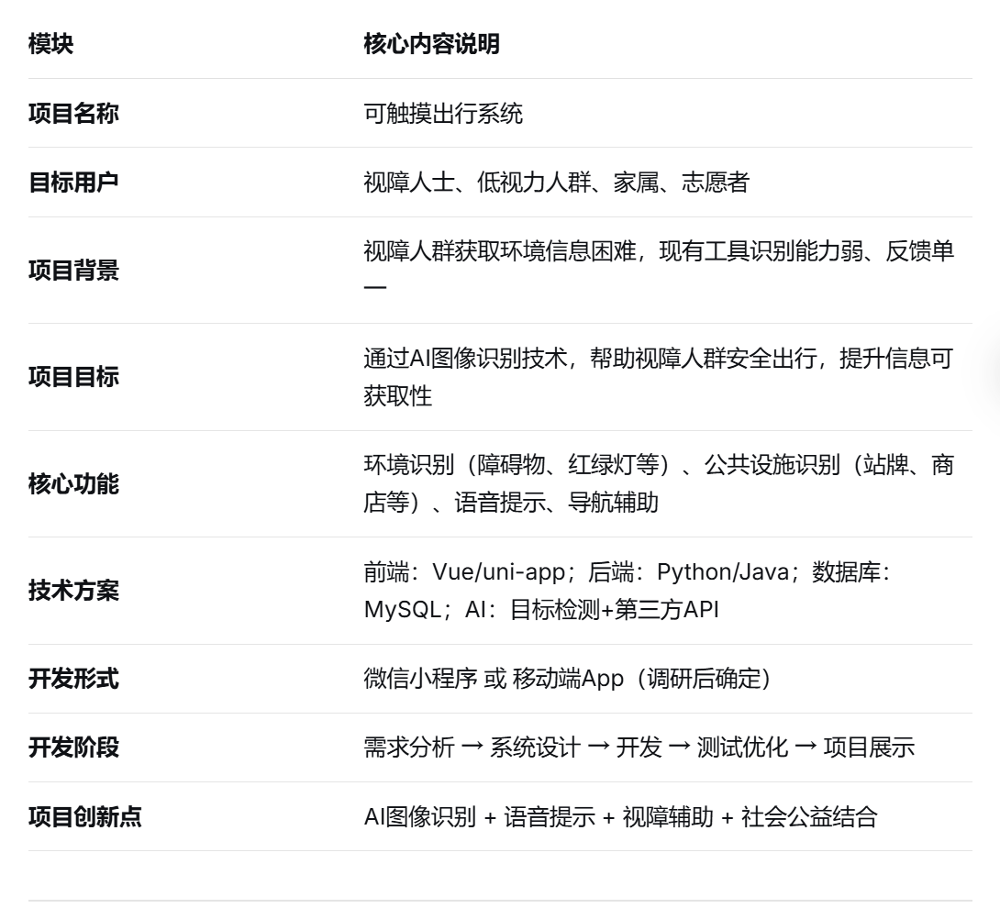 模块 核心内容说明
项目名称 可触摸出行系统
目标用户 视障人士、低视力人群、家属、志愿者
项目背景 视障人群获取环境信息困难，现有工具识别能力弱、反馈单
一
项目目标 通过AI图像识别技术，帮助视障人群安全出行，提升信息可
获取性
核心功能 环境识别（障碍物、红绿灯等）、公共设施识别（站牌、商
店等）、语音提示、导航辅助
技术方案 前端：Vue/uni-app；后端：Python/Java；数据库：
MySQL；AI：目标检测+第三方API
开发形式 微信小程序 或 移动端App（调研后确定）
开发阶段 需求分析 → 系统设计 → 开发 → 测试优化 → 项目展示
项目创新点 AI图像识别 + 语音提示 + 视障辅助 + 社会公益结合